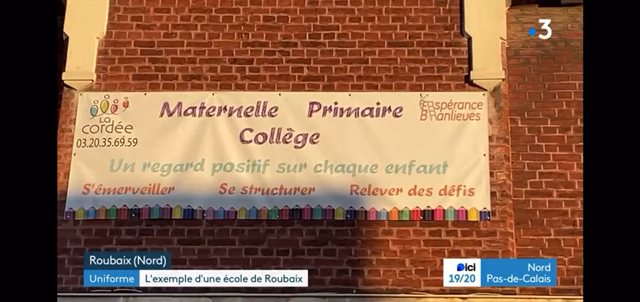 .3
La
cordée
03.20.35.69.59
Maternelle Primaire
Collège
Espérance
Banlieues
Un regard positif sur chaque enfant
S'émerveiller Se structurer Relever des défis
Roubaix (Nord)
Uniforme L'exemple d'une école de Roubaix
ici
19/20
Nord
Pas-de-Calais